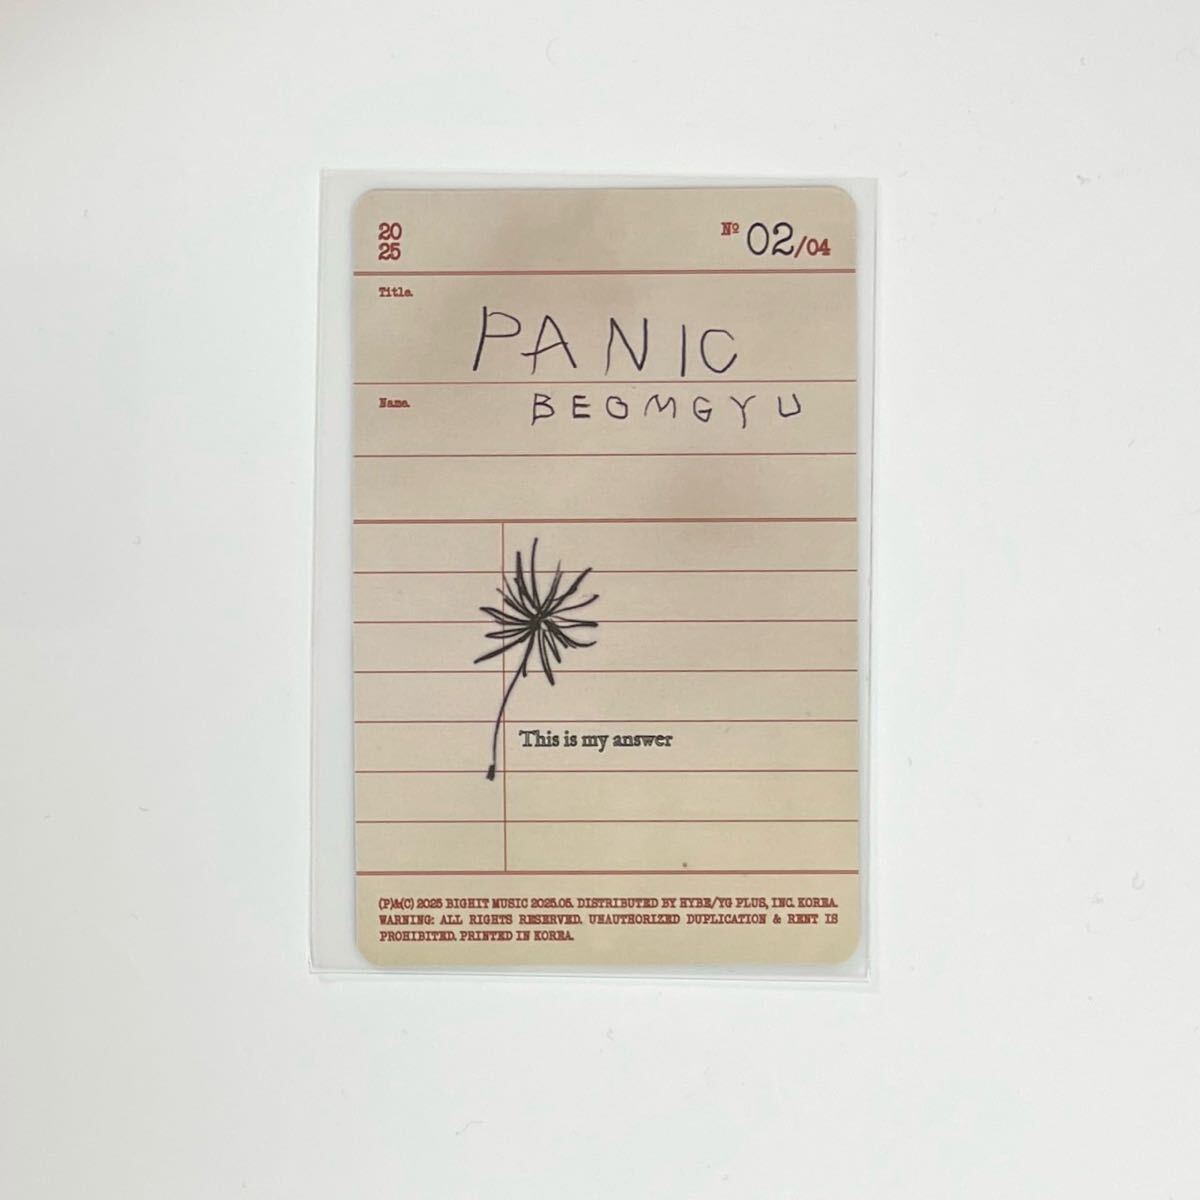 20
25
Nº 02/04
Title.
PANIC
Name.
BEOMGYU
This is my answer
(P)&(C) 2025 BIGHIT MUSIC 2025.05. DISTRIBUTED BY HYBE/YG PLUS, INC. KOREA.
WARNING: ALL RIGHTS RESERVED. UNAUTHORIZED DUPLICATION & RENT IS
PROHIBITED. PRINTED IN KOREA.